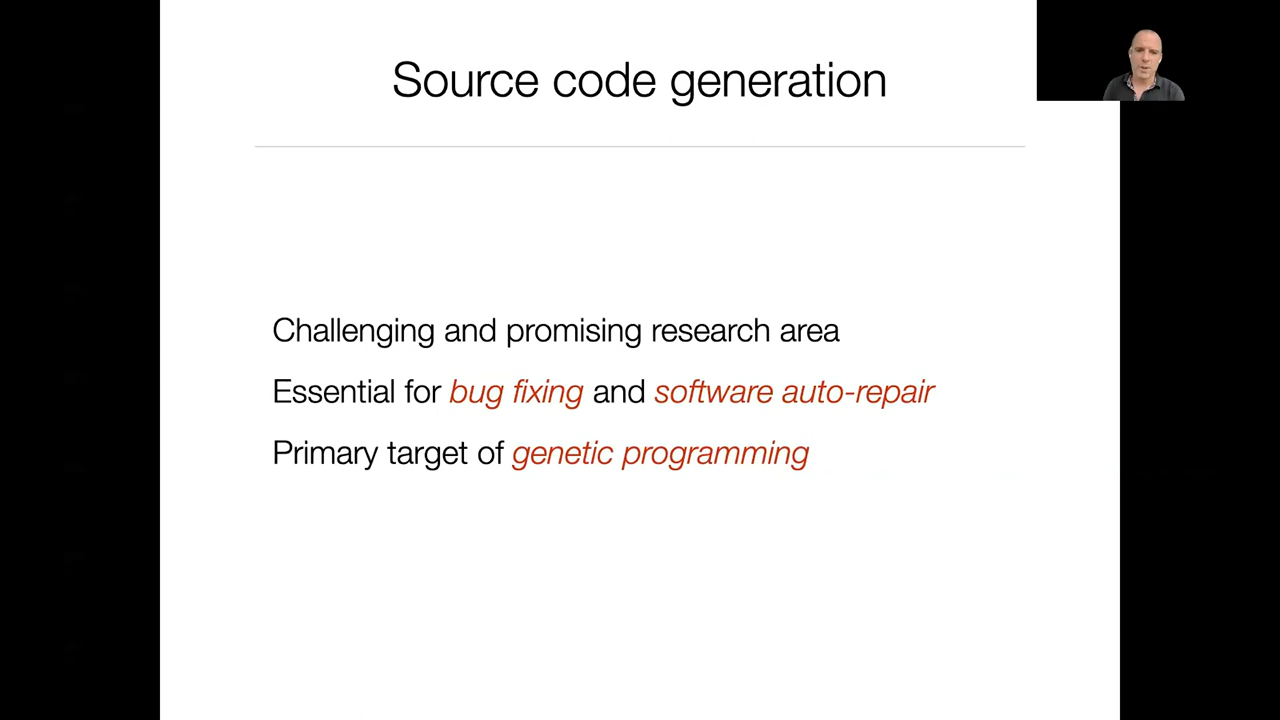 Source code generation
Challenging and promising research area
Essential for bug fixing and software auto-repair
Primary target of genetic programming